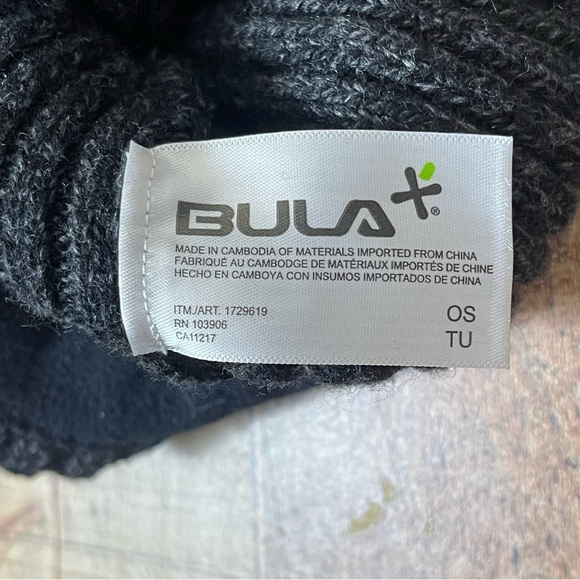 BULA
®
MADE IN CAMBODIA OF MATERIALS IMPORTED FROM CHINA
FABRIQUÉ AU CAMBODGE DE MATÉRIAUX IMPORTÉS DE CHINE
HECHO EN CAMBOYA CON INSUMOS IMPORTADOS DE CHINA
ITM./ART. 1729619
RN 103906
CA11217
OS
TU